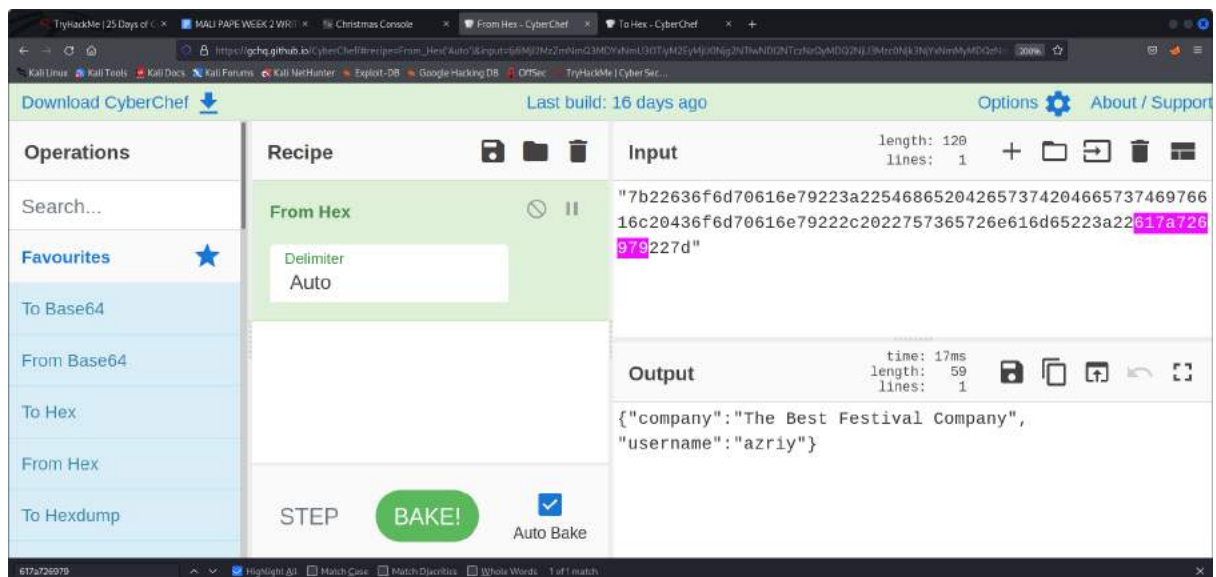 TryHackMe | 25 Days of C
MALI PAPE WEEK 2 WRIT
Christmas Console
From Hex - CyberChef
To Hex - CyberChef
200%
Kali Linux Kali Tools Kali Docs Kali Forums Kali NetHunter Exploit-DB Google Hacking DB OffSec TryHackMe | Cyber Sec...
Download CyberChef
Last build: 16 days ago
Options
About / Support
Operations
Search...
Favourites
To Base64
From Base64
To Hex
From Hex
To Hexdump
Recipe
From Hex
Delimiter
Auto
STEP
BAKE!
Auto Bake
Input
length: 120
lines: 1
"7b22636f6d70616e79223a225468652042657374204665737469766
16c20436f6d70616e79222c2022757365726e616d65223a22617a726
979227d"
Output
time: 17ms
length: 59
lines: 1
{"company":"The Best Festival Company",
"username":"azriy"}
617a726979
Highlight All Match Case Match Diacritics Whole Words 1 of 1 match